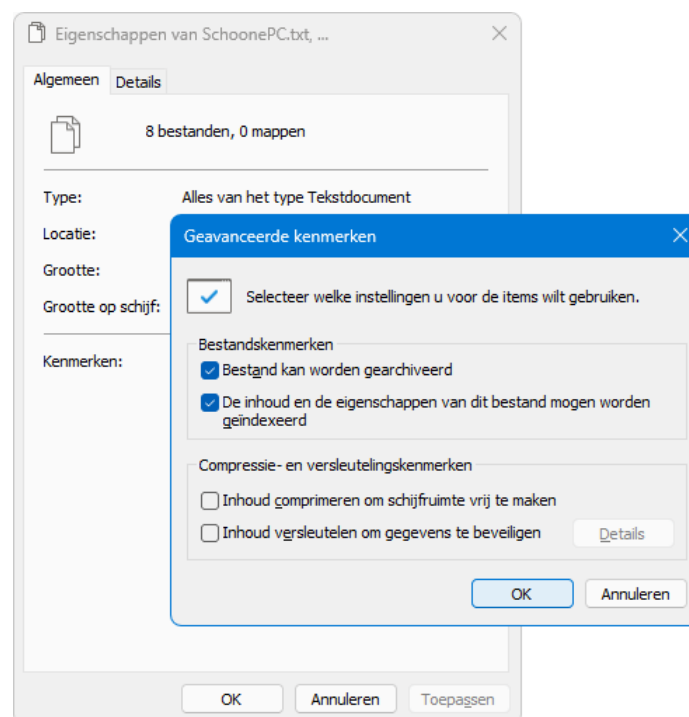 Eigenschappen van SchoonePC.txt, ...
Algemeen Details
8 bestanden, 0 mappen
Type: Alles van het type Tekstdocument
Locatie:
Grootte:
Grootte op schijf:
Kenmerken:
Geavanceerde kenmerken
Selecteer welke instellingen u voor de items wilt gebruiken.
Bestandskenmerken
Bestand kan worden gearchiveerd
De inhoud en de eigenschappen van dit bestand mogen worden
geïndexeerd
Compressie- en versleutelingskenmerken
Inhoud comprimeren om schijfruimte vrij te maken
Inhoud versleutelen om gegevens te beveiligen Details
OK Annuleren
OK Annuleren Toepassen